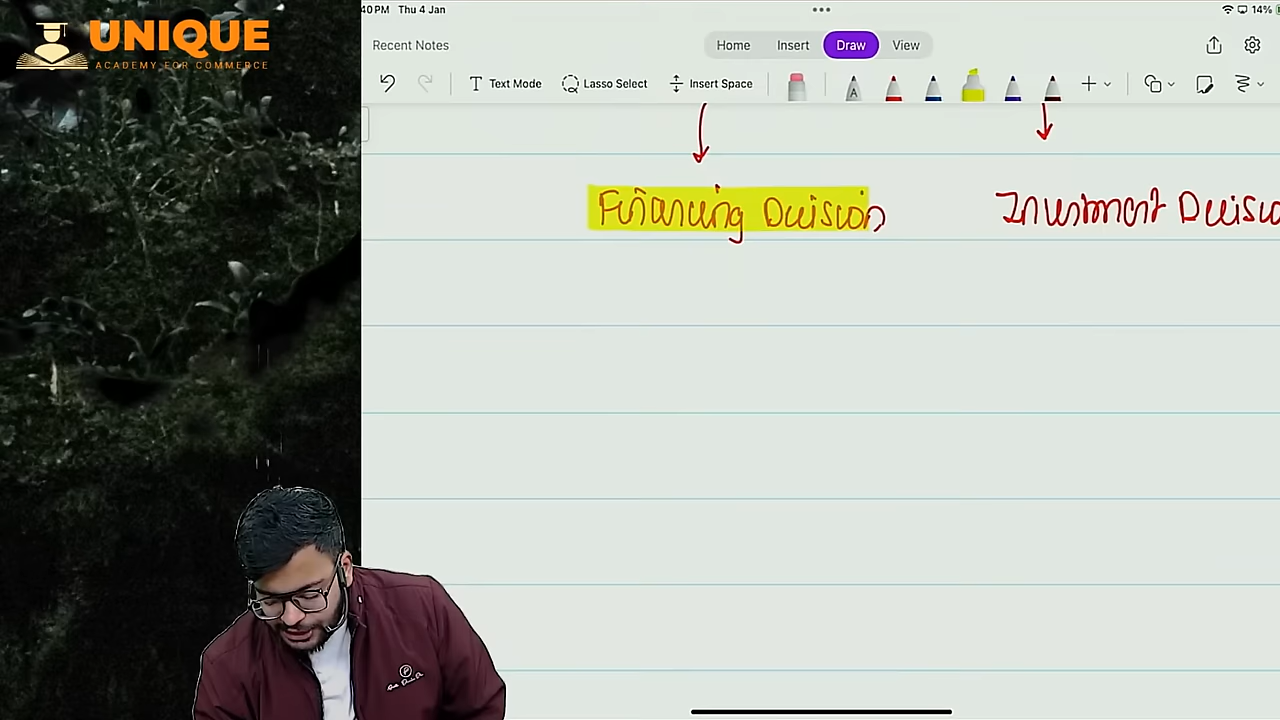 UNIQUE
ACADEMY FOR COMMERCE
40 PM Thu 4 Jan
14%
Recent Notes
Home Insert Draw View
Text Mode Lasso Select Insert Space
A
Financing Decision Investment Decisio